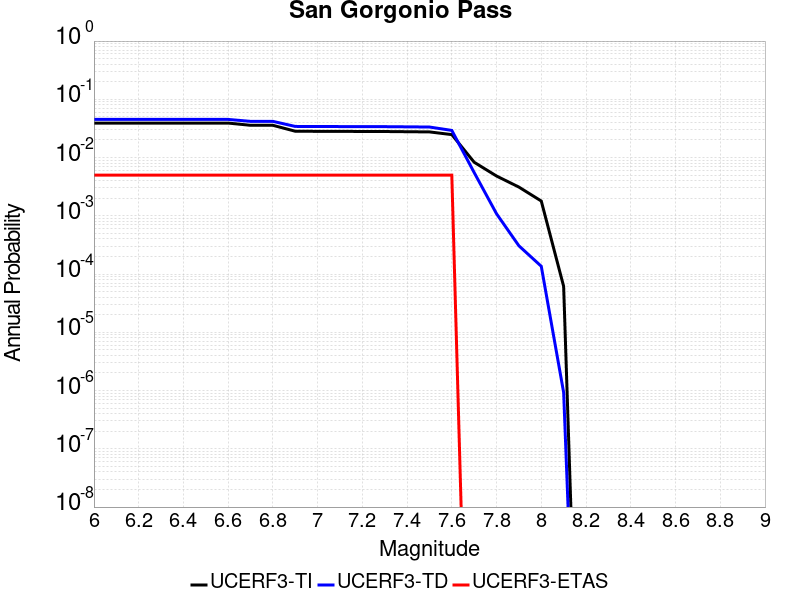 San Gorgonio Pass
10^0
10^-1
10^-2
10^-3
10^-4
10^-5
10^-6
10^-7
10^-8
Annual Probability
6 6.2 6.4 6.6 6.8 7 7.2 7.4 7.6 7.8 8 8.2 8.4 8.6 8.8 9
Magnitude
UCERF3-TI UCERF3-TD UCERF3-ETAS